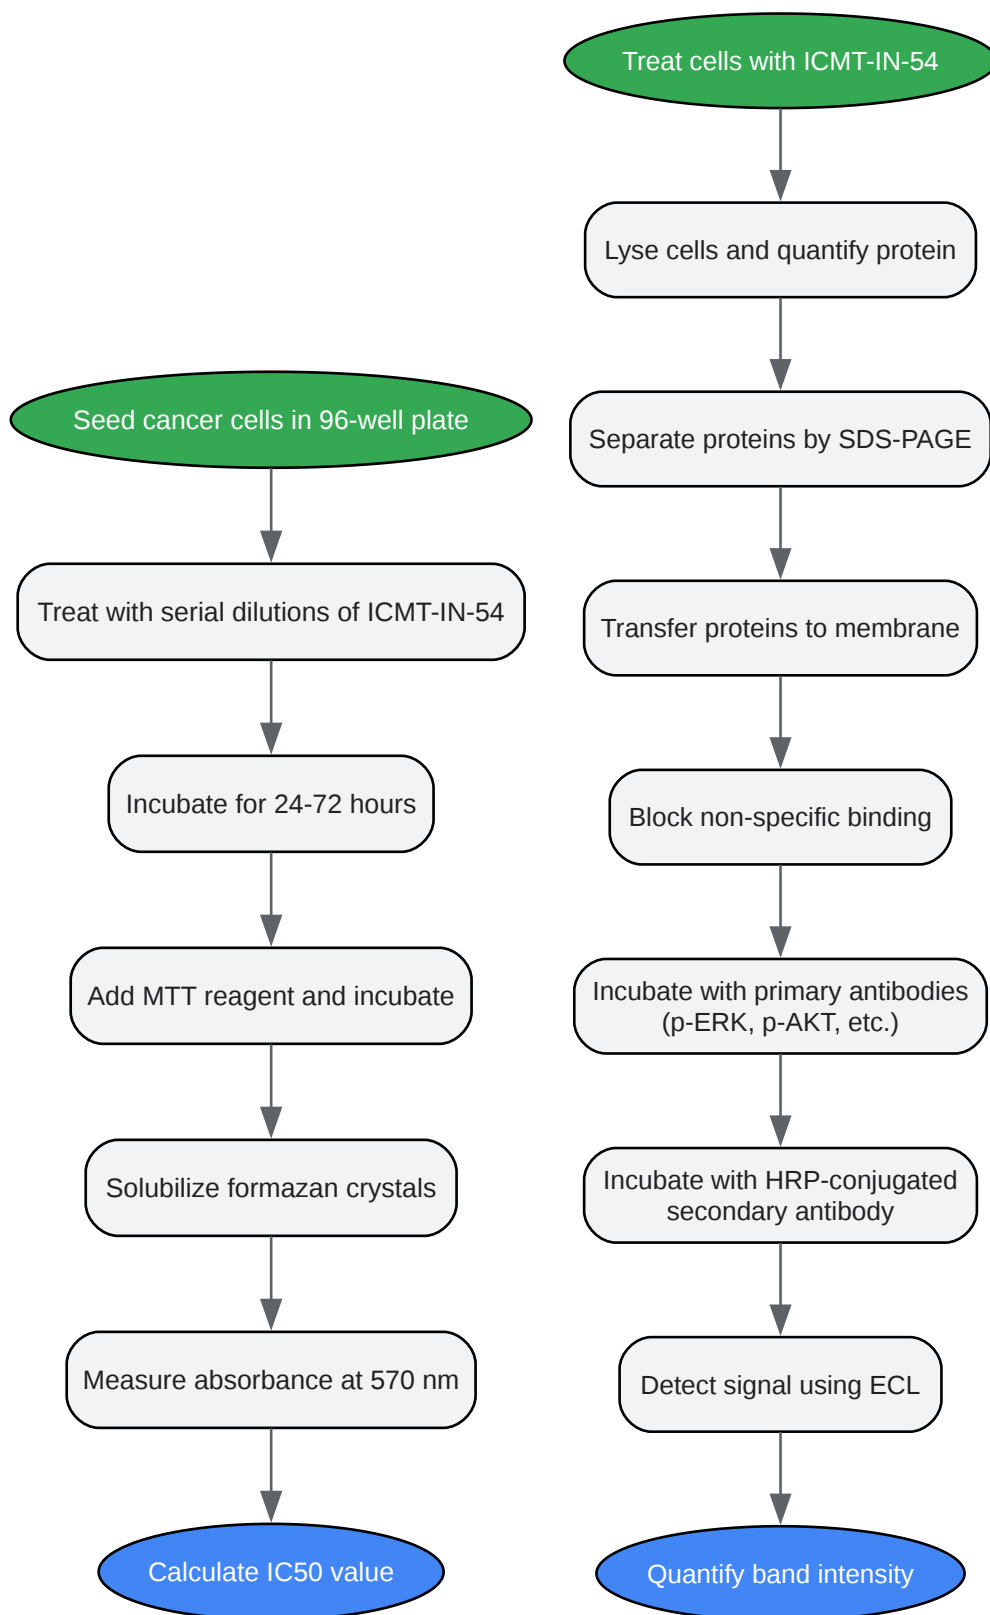 Seed cancer cells in 96-well plate
Treat with serial dilutions of ICMT-IN-54
Incubate for 24-72 hours
Add MTT reagent and incubate
Solubilize formazan crystals
Measure absorbance at 570 nm
Calculate IC50 value
Treat cells with ICMT-IN-54
Lyse cells and quantify protein
Separate proteins by SDS-PAGE
Transfer proteins to membrane
Block non-specific binding
Incubate with primary antibodies
(p-ERK, p-AKT, etc.)
Incubate with HRP-conjugated
secondary antibody
Detect signal using ECL
Quantify band intensity